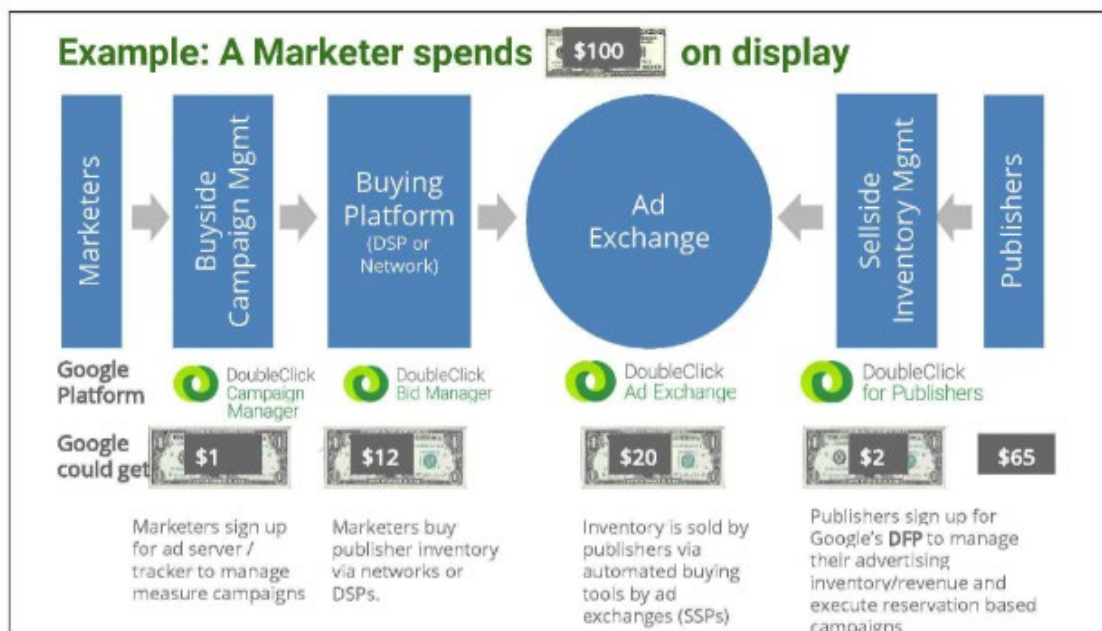 Example: A Marketer spends $100 on display
Marketers
Buyside
Campaign Mgmt
Buying
Platform
(DSP or
Network)
Ad
Exchange
Sellside
Inventory Mgmt
Publishers
Google
Platform
DoubleClick
Campaign
Manager
DoubleClick
Bid Manager
DoubleClick
Ad Exchange
DoubleClick
for Publishers
Google
could get
$1
$12
$20
$2
$65
Marketers sign up
for ad server /
tracker to manage
measure campaigns
Marketers buy
publisher inventory
via networks or
DSPs.
Inventory is sold by
publishers via
automated buying
tools by ad
exchanges (SSPs)
Publishers sign up for
Google's DFP to manage
their advertising
inventory/revenue and
execute reservation based
campaigns